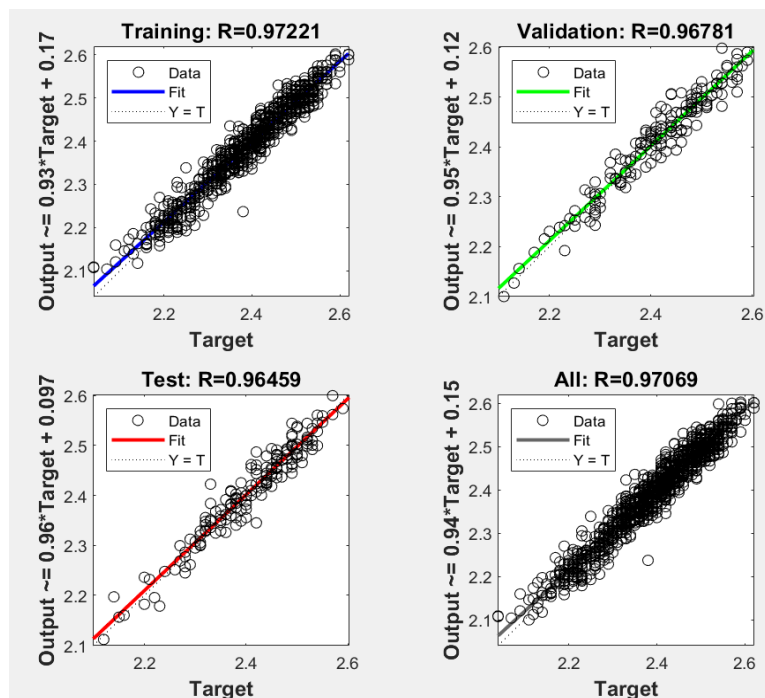 Training: R=0.97221
Output ~= 0.93*Target + 0.17
2.6
2.5
2.4
2.3
2.2
2.1
Data
Fit
Y = T
2.2
2.4
2.6
Target
Validation: R=0.96781
Output ~= 0.95*Target + 0.12
2.6
2.5
2.4
2.3
2.2
2.1
Data
Fit
Y = T
2.2
2.4
2.6
Target
Test: R=0.96459
Output ~= 0.96*Target + 0.097
2.6
2.5
2.4
2.3
2.2
2.1
Data
Fit
Y = T
2.2
2.4
2.6
Target
All: R=0.97069
Output ~= 0.94*Target + 0.15
2.6
2.5
2.4
2.3
2.2
2.1
Data
Fit
Y = T
2.2
2.4
2.6
Target